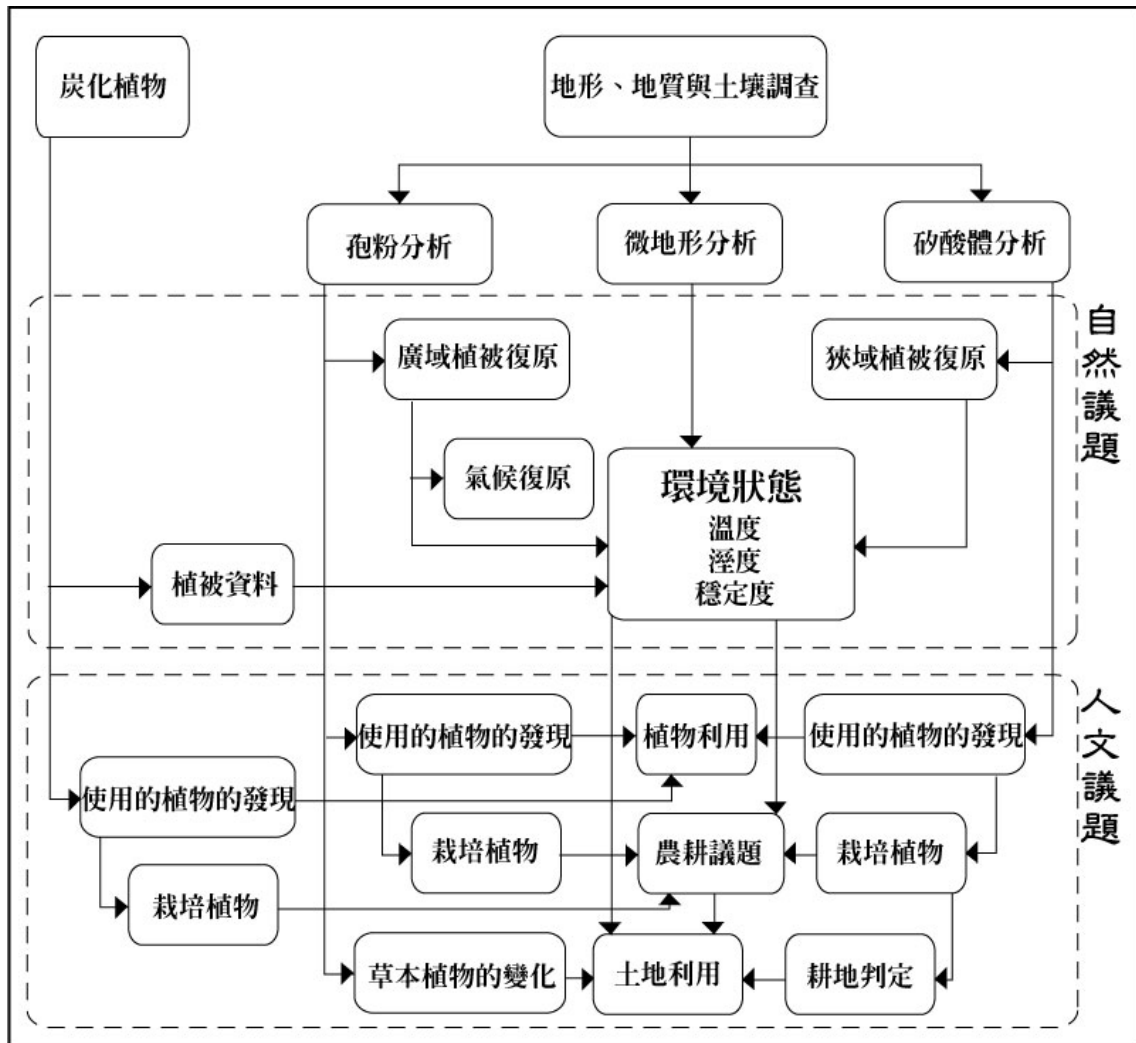 炭化植物
地形、地質與土壤調查
孢粉分析
微地形分析
矽酸體分析
自然議題
廣域植被復原
狹域植被復原
氣候復原
環境狀態
溫度
溼度
穩定度
植被資料
人文議題
使用的植物的發現
植物利用
使用的植物的發現
使用的植物的發現
栽培植物
農耕議題
栽培植物
栽培植物
草本植物的變化
土地利用
耕地判定